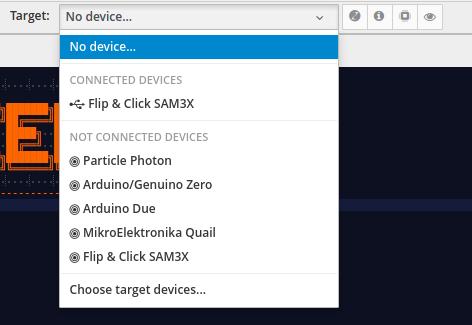 Target: No device...
No device...
CONNECTED DEVICES
Flip & Click SAM3X
NOT CONNECTED DEVICES
Particle Photon
Arduino/Genuino Zero
Arduino Due
MikroElektronika Quail
Flip & Click SAM3X
Choose target devices...
E